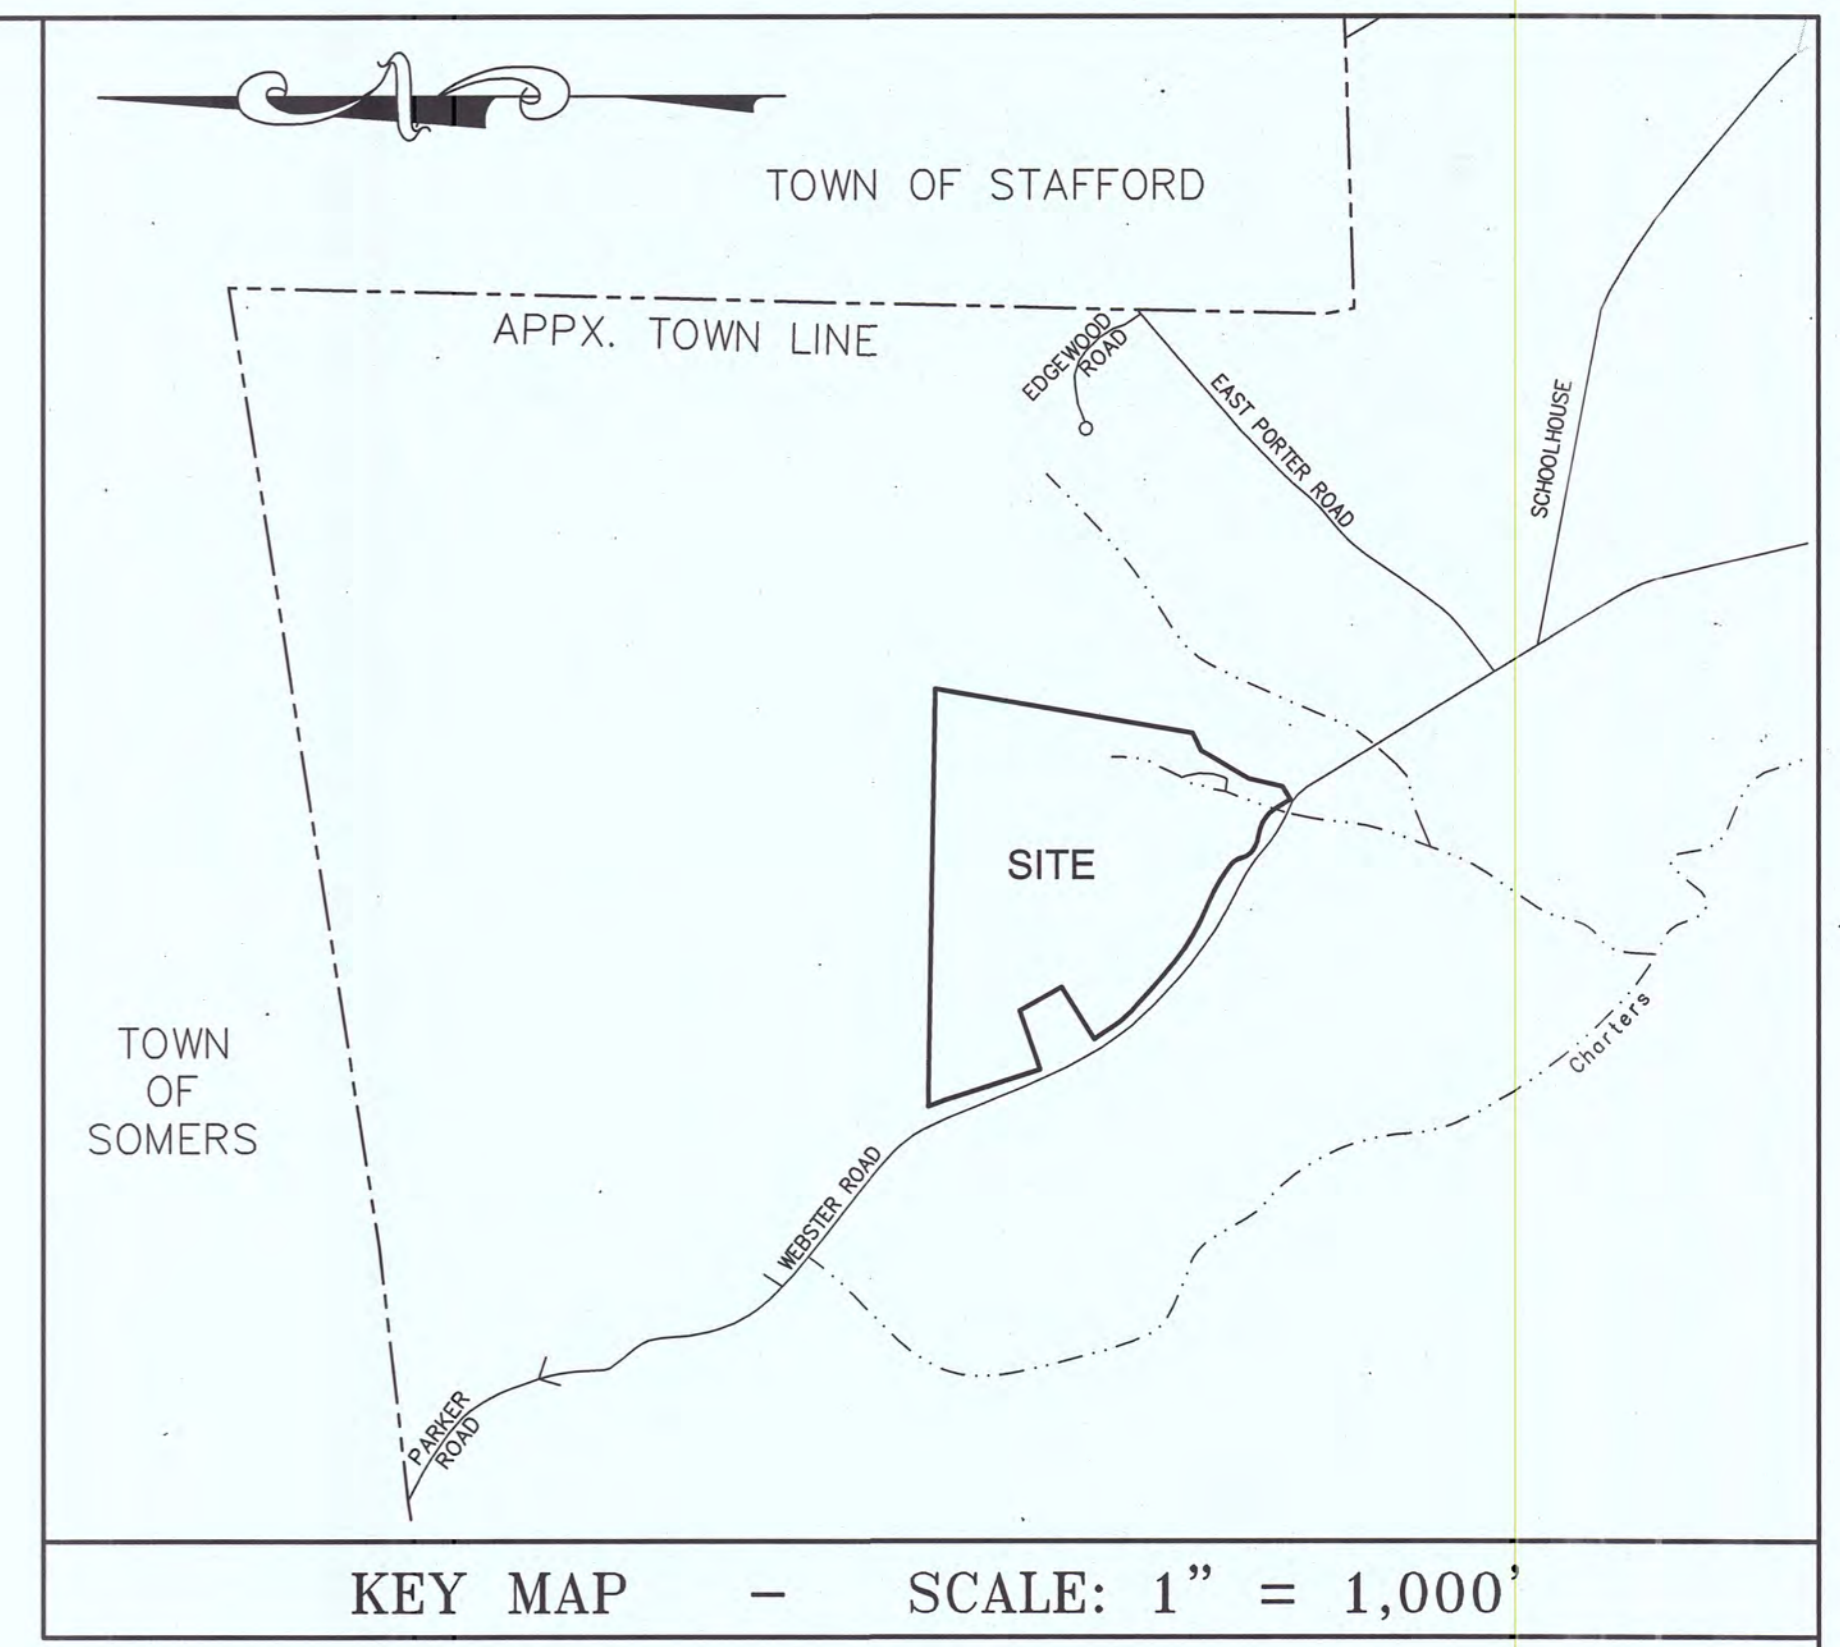 N
TOWN OF STAFFORD
APPX. TOWN LINE
EDGEWOOD
ROAD
EAST PORTER ROAD
SCHOOLHOUSE
SITE
TOWN
OF
SOMERS
Charters
WEBSTER ROAD
PARKER
ROAD
KEY MAP - SCALE: 1" = 1,000'